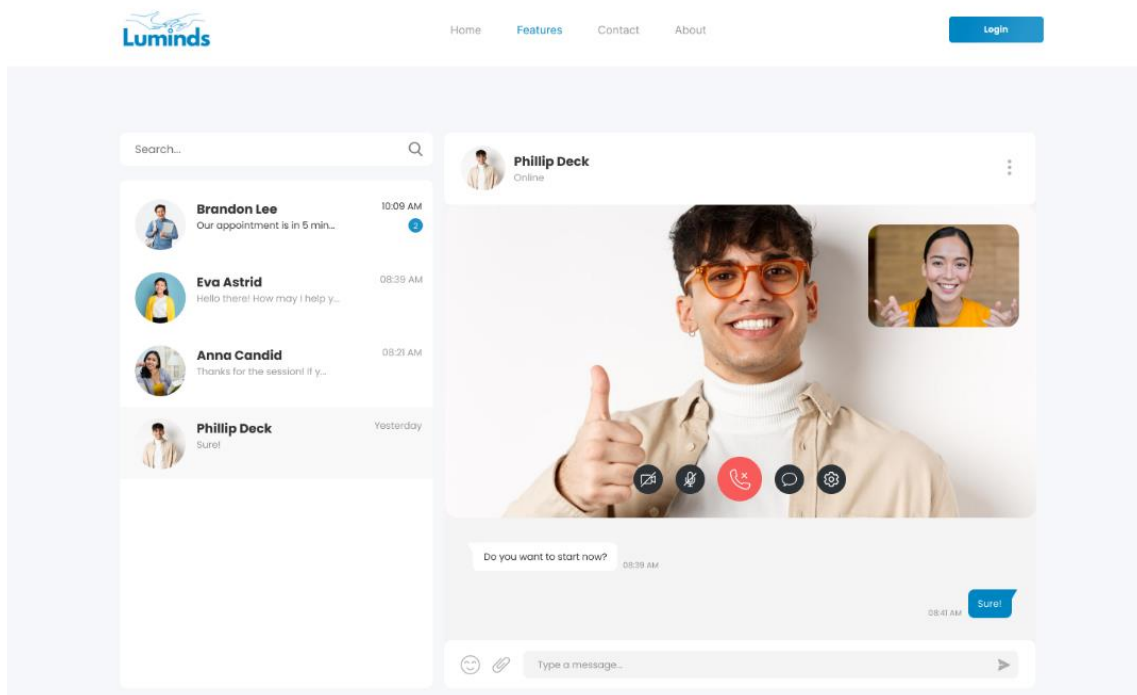 Luminds
Home Features Contact About
Login
Search...
Brandon Lee
10:09 AM
Our appointment is in 5 min...
2
Eva Astrid
08:39 AM
Hello there! How may I help y...
Anna Candid
08:21 AM
Thanks for the session! If y...
Phillip Deck
Yesterday
Sure!
Phillip Deck
Online
Do you want to start now?
08:39 AM
08:41 AM
Sure!
Type a message...